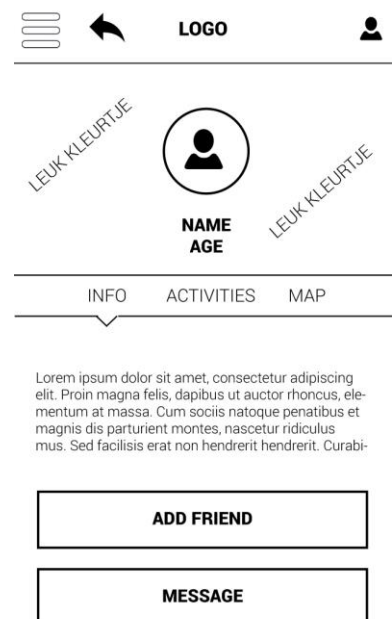 LOGO
LEUK KLEURTJE
LEUK KLEURTJE
NAME
AGE
INFO ACTIVITIES MAP
Lorem ipsum dolor sit amet, consectetur adipiscing
elit. Proin magna felis, dapibus ut auctor rhoncus, ele-
mentum at massa. Cum sociis natoque penatibus et
magnis dis parturient montes, nascetur ridiculus
mus. Sed facilisis erat non hendrerit hendrerit. Curabi-
ADD FRIEND
MESSAGE